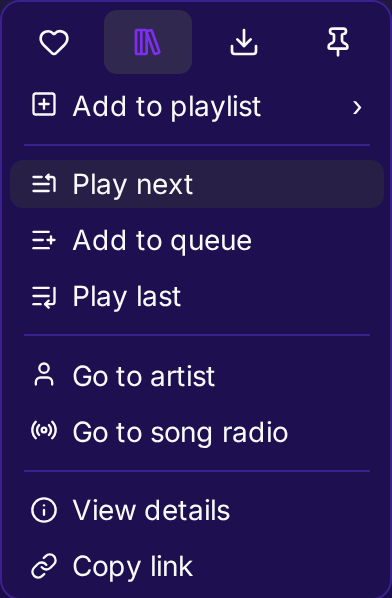 Add to playlist
Play next
Add to queue
Play last
Go to artist
Go to song radio
View details
Copy link